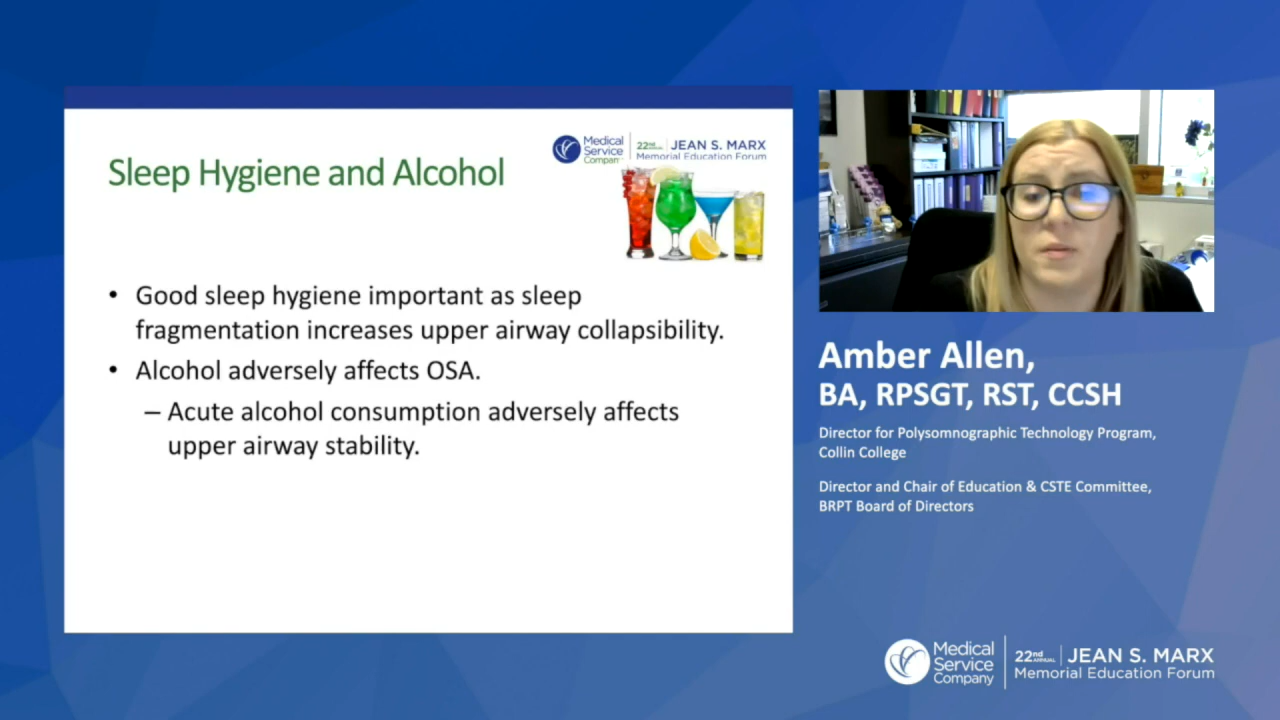 Sleep Hygiene and Alcohol
Medical
Service
Company
22nd ANNUAL
JEAN S. MARX
Memorial Education Forum
• Good sleep hygiene important as sleep
fragmentation increases upper airway collapsibility.
• Alcohol adversely affects OSA.
– Acute alcohol consumption adversely affects
upper airway stability.
Amber Allen,
BA, RPSGT, RST, CCSH
Director for Polysomnographic Technology Program,
Collin College
Director and Chair of Education & CSTE Committee,
BRPT Board of Directors
Medical
Service
Company
22nd ANNUAL
JEAN S. MARX
Memorial Education Forum